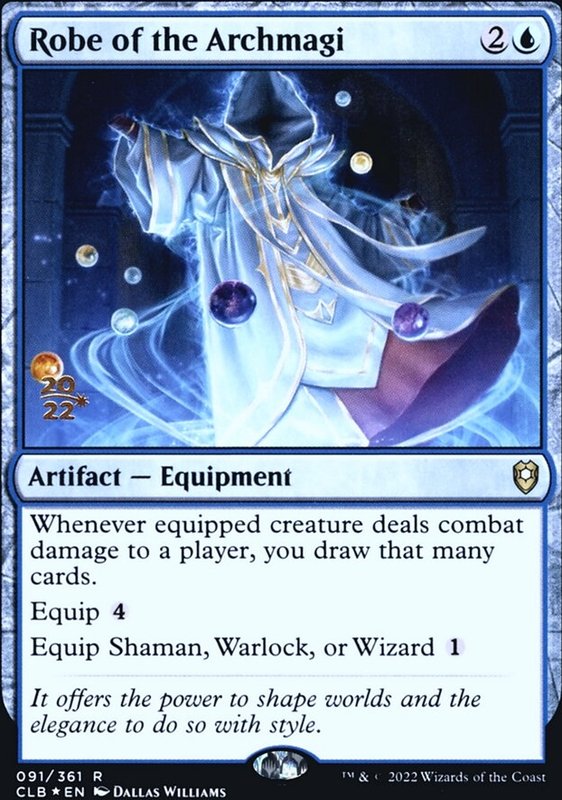 Robe of the Archmagi 2
20
22
Artifact — Equipment
Whenever equipped creature deals combat
damage to a player, you draw that many
cards.
Equip 4
Equip Shaman, Warlock, or Wizard 1
It offers the power to shape worlds and the
elegance to do so with style.
091/361 R
CLB ★ EN DALLAS WILLIAMS
™ & © 2022 Wizards of the Coast